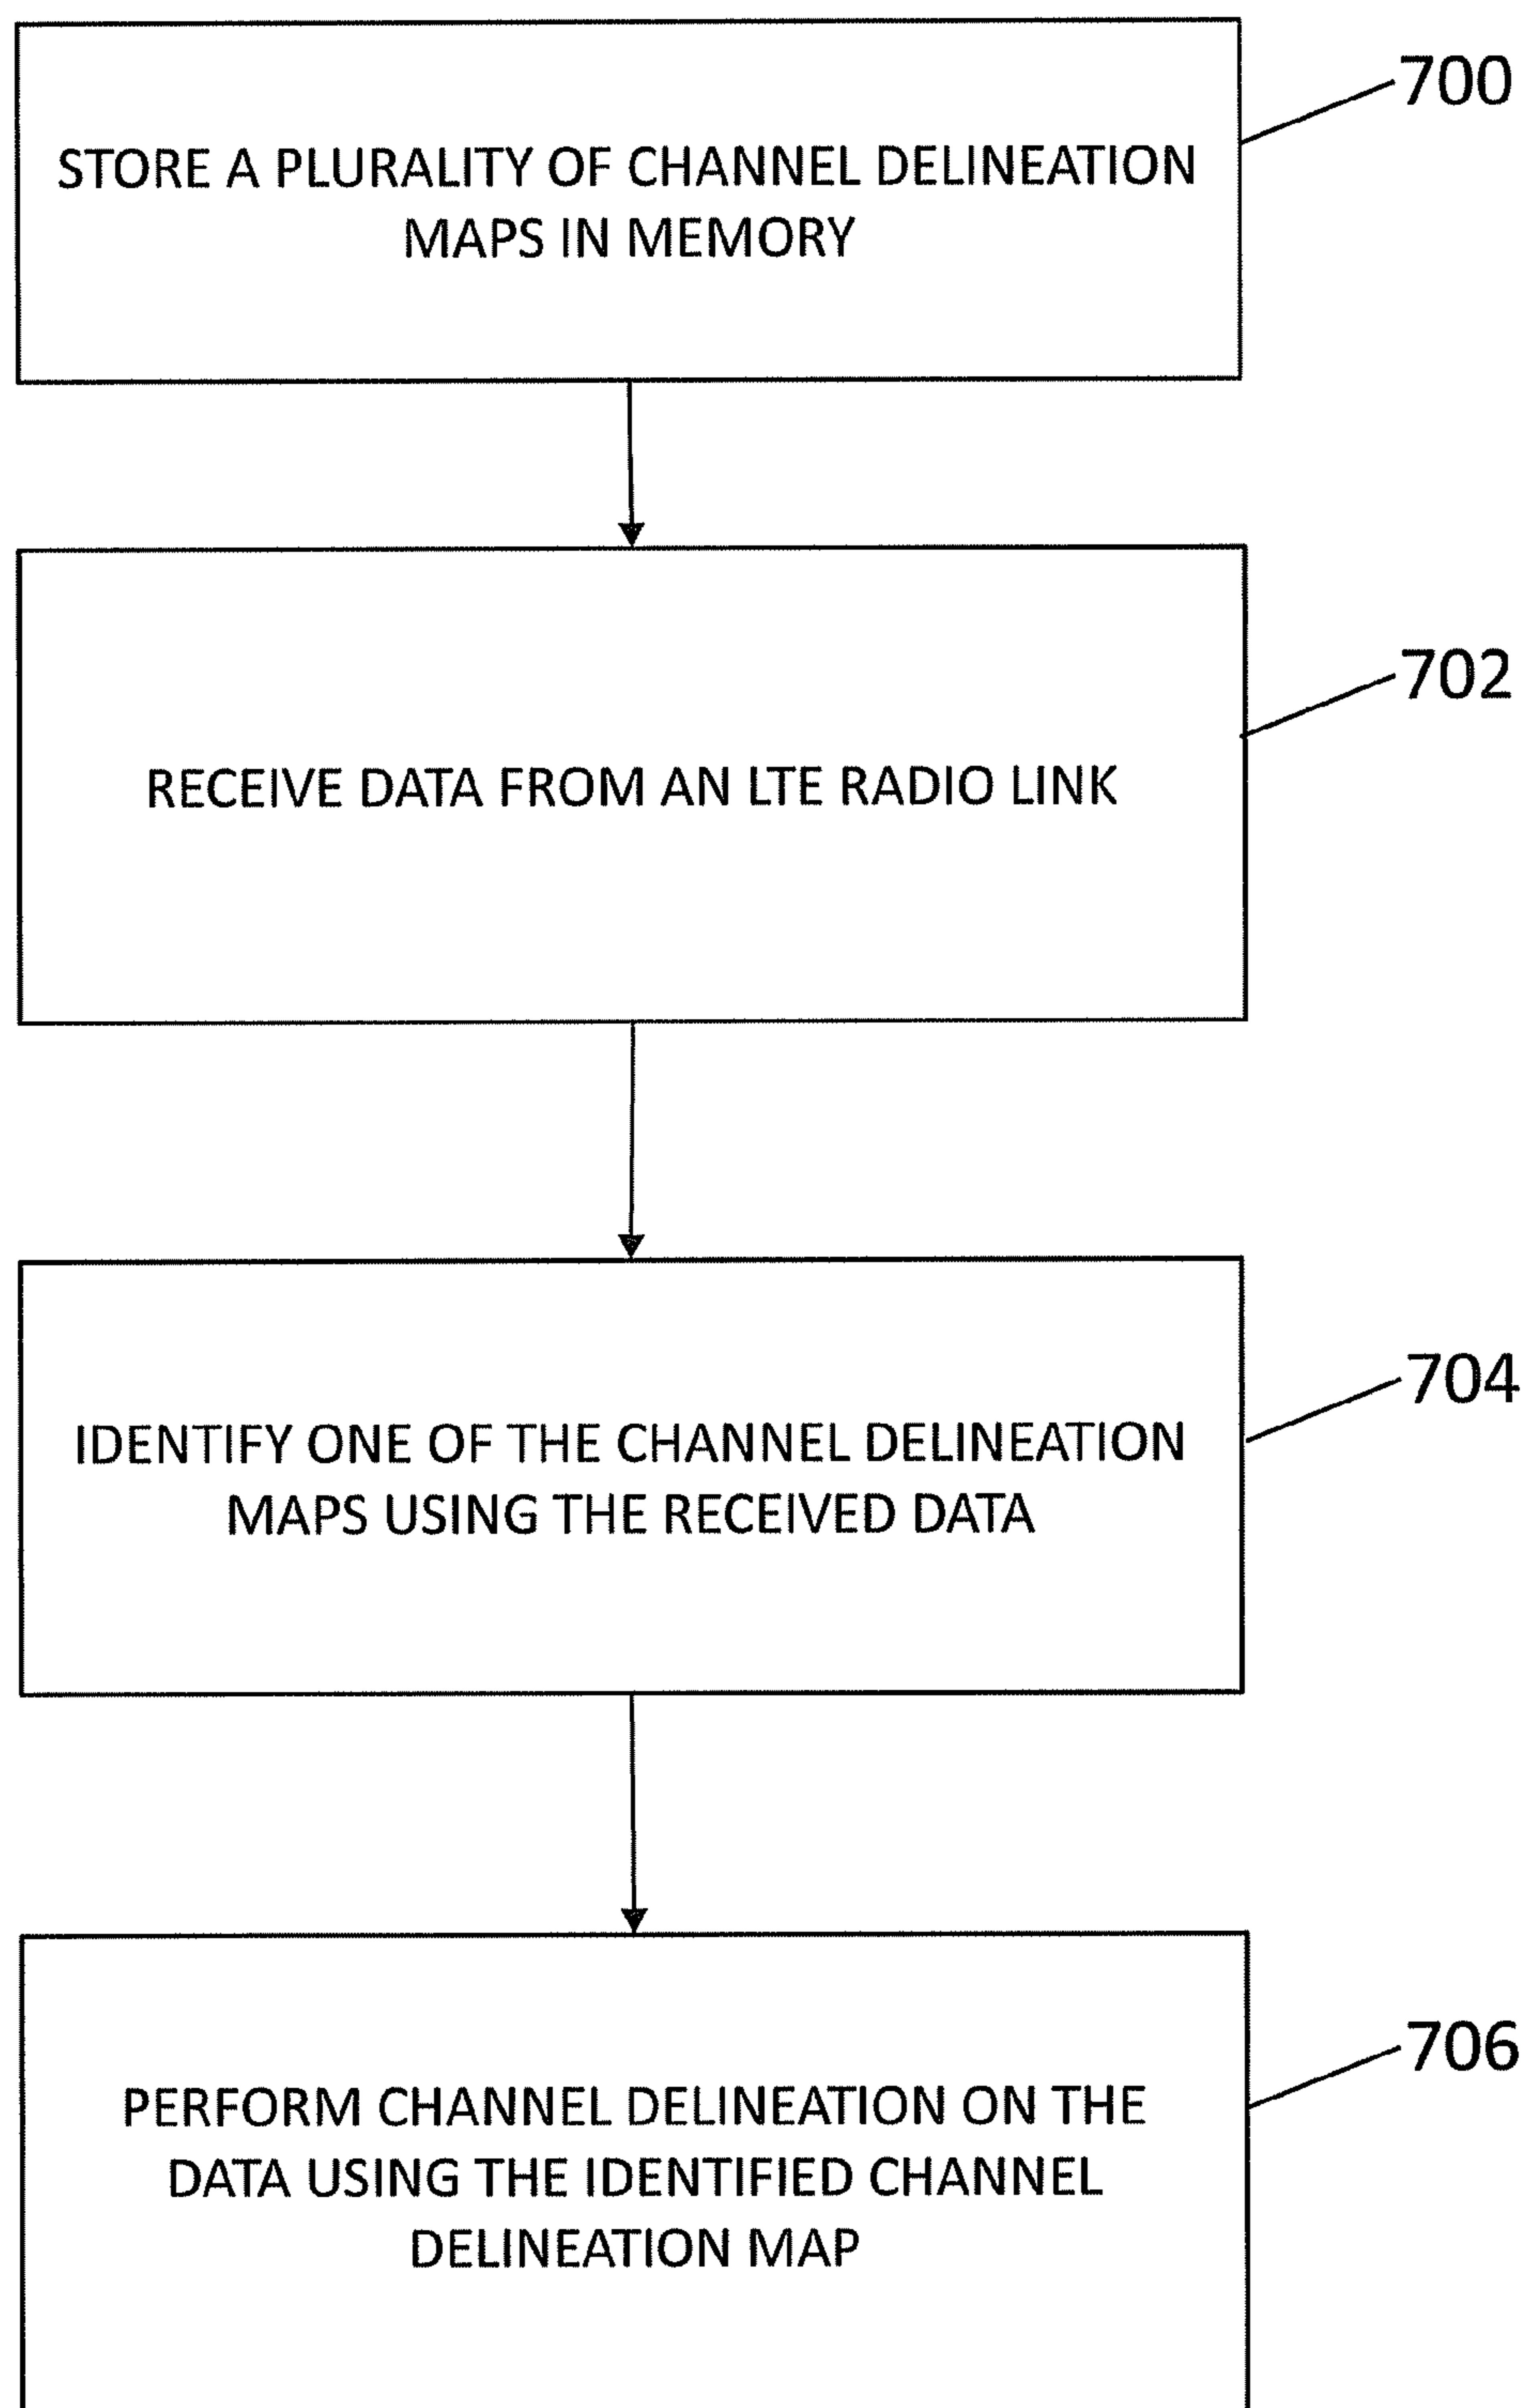 700
STORE A PLURALITY OF CHANNEL DELINEATION
MAPS IN MEMORY
702
RECEIVE DATA FROM AN LTE RADIO LINK
704
IDENTIFY ONE OF THE CHANNEL DELINEATION
MAPS USING THE RECEIVED DATA
706
PERFORM CHANNEL DELINEATION ON THE
DATA USING THE IDENTIFIED CHANNEL
DELINEATION MAP